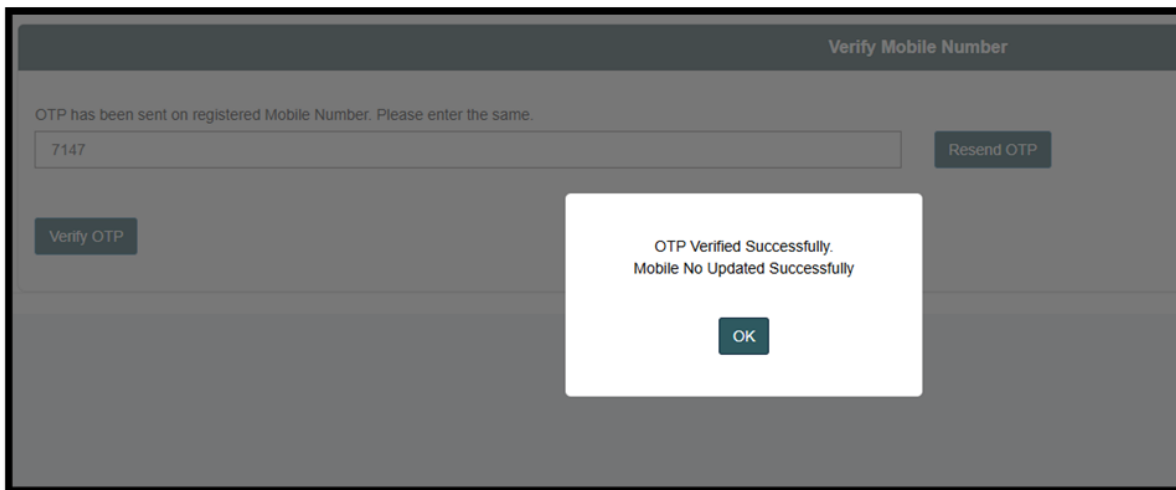 Verify Mobile Number
OTP has been sent on registered Mobile Number. Please enter the same.
7147
Resend OTP
Verify OTP
OTP Verified Successfully.
Mobile No Updated Successfully
OK